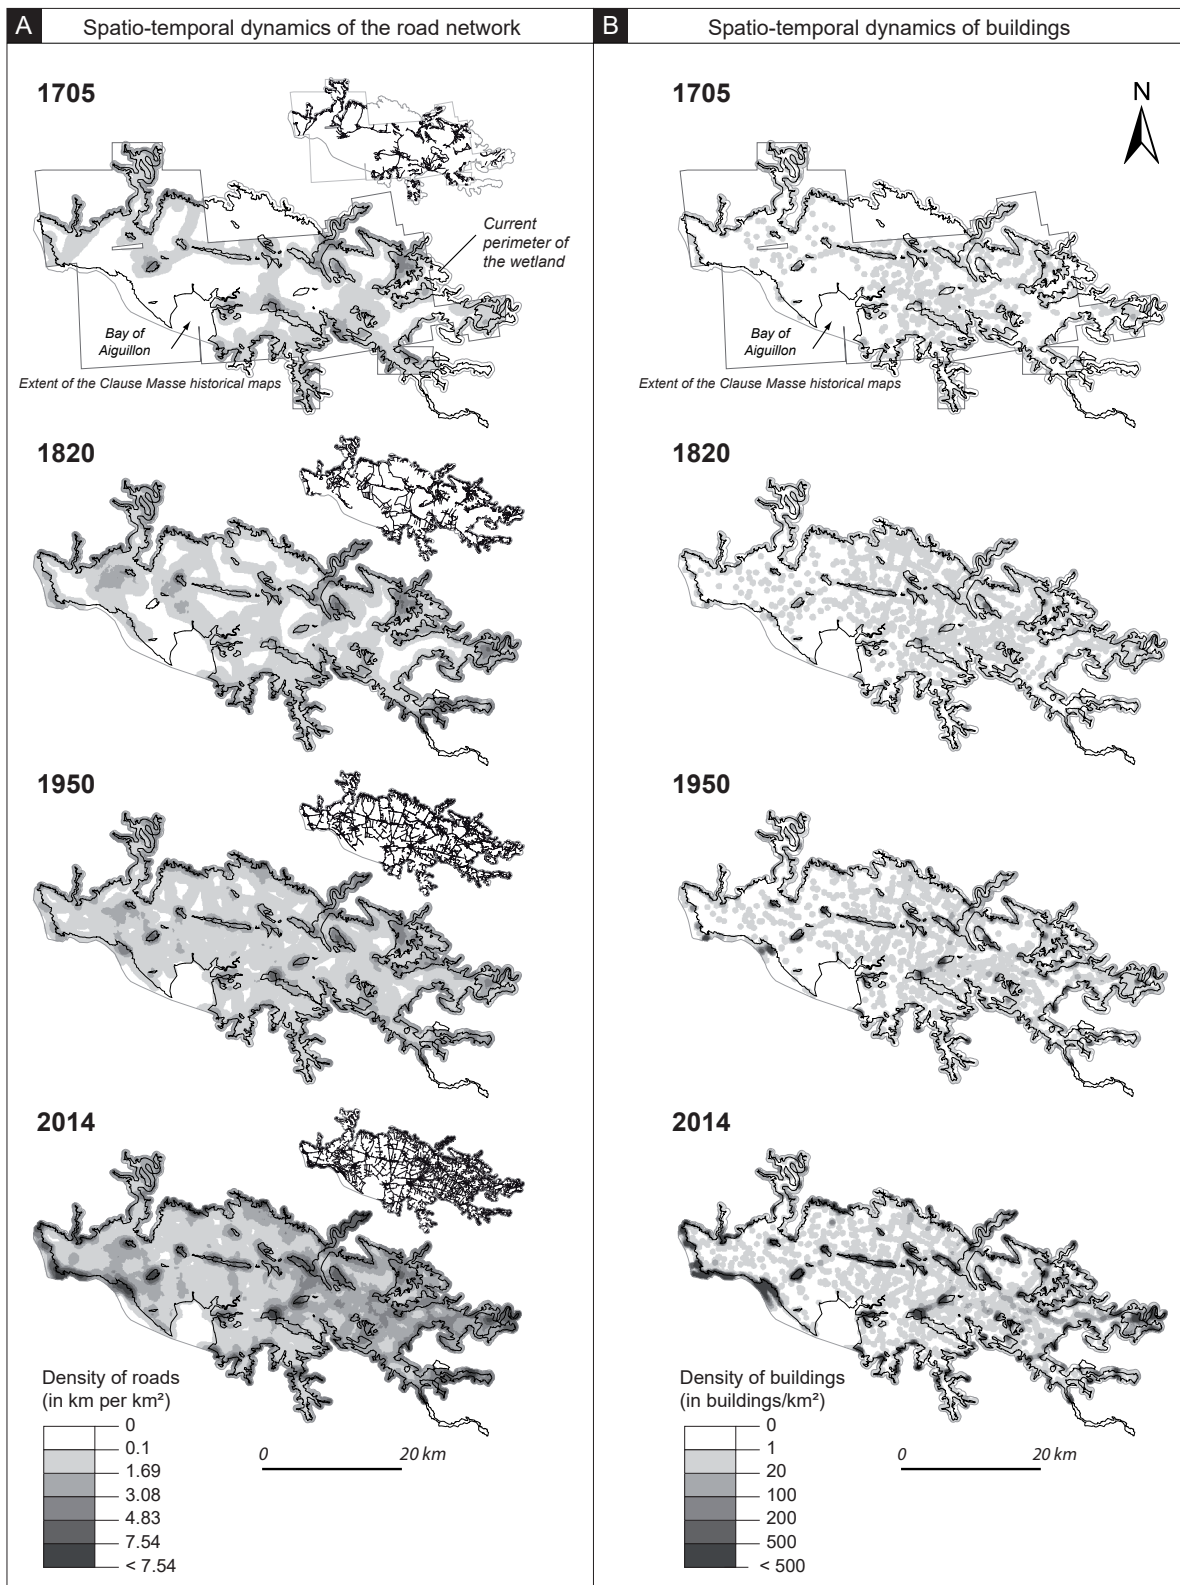 A
Spatio-temporal dynamics of the road network
1705
Current
perimeter of
the wetland
Bay of
Aiguillon
Extent of the Clause Masse historical maps
1820
1950
2014
Density of roads
(in km per km²)
0
0.1
1.69
3.08
4.83
7.54
< 7.54
0 20 km
B
Spatio-temporal dynamics of buildings
1705
N
Bay of
Aiguillon
Extent of the Clause Masse historical maps
1820
1950
2014
Density of buildings
(in buildings/km²)
0
1
20
100
200
500
< 500
0 20 km